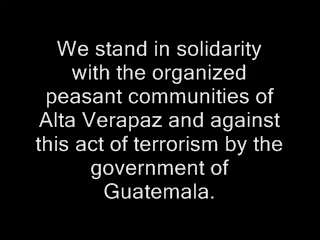 We stand in solidarity
with the organized
peasant communities of
Alta Verapaz and against
this act of terrorism by the
government of
Guatemala.